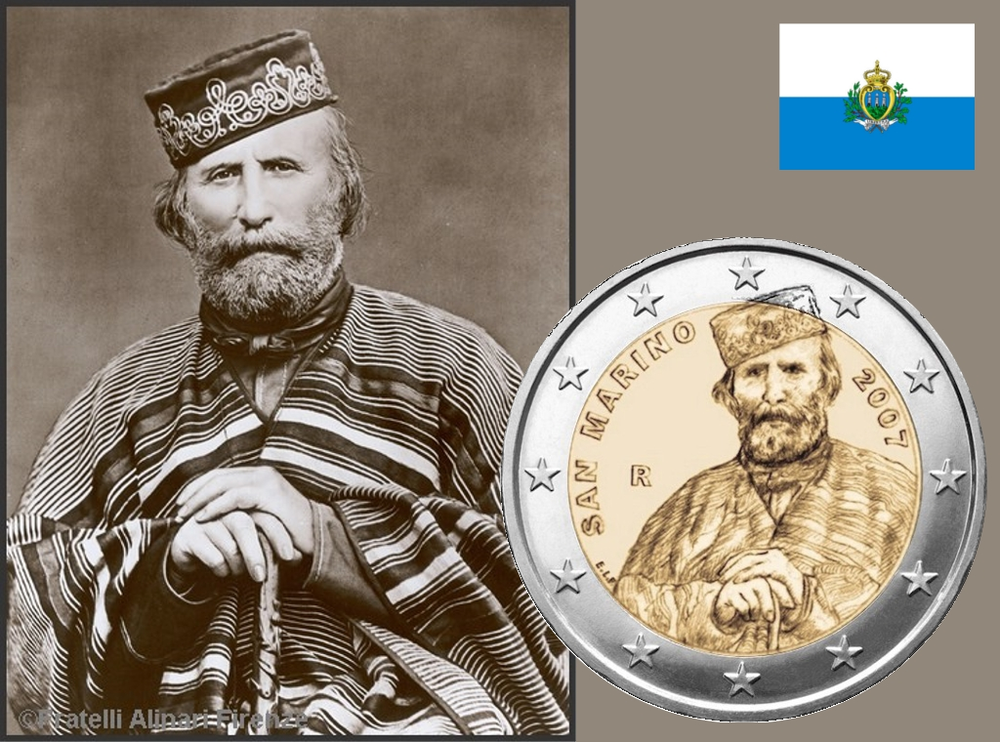 ©Fratelli Alinari Firenze
SAN MARINO
2007
R
E.L.F.